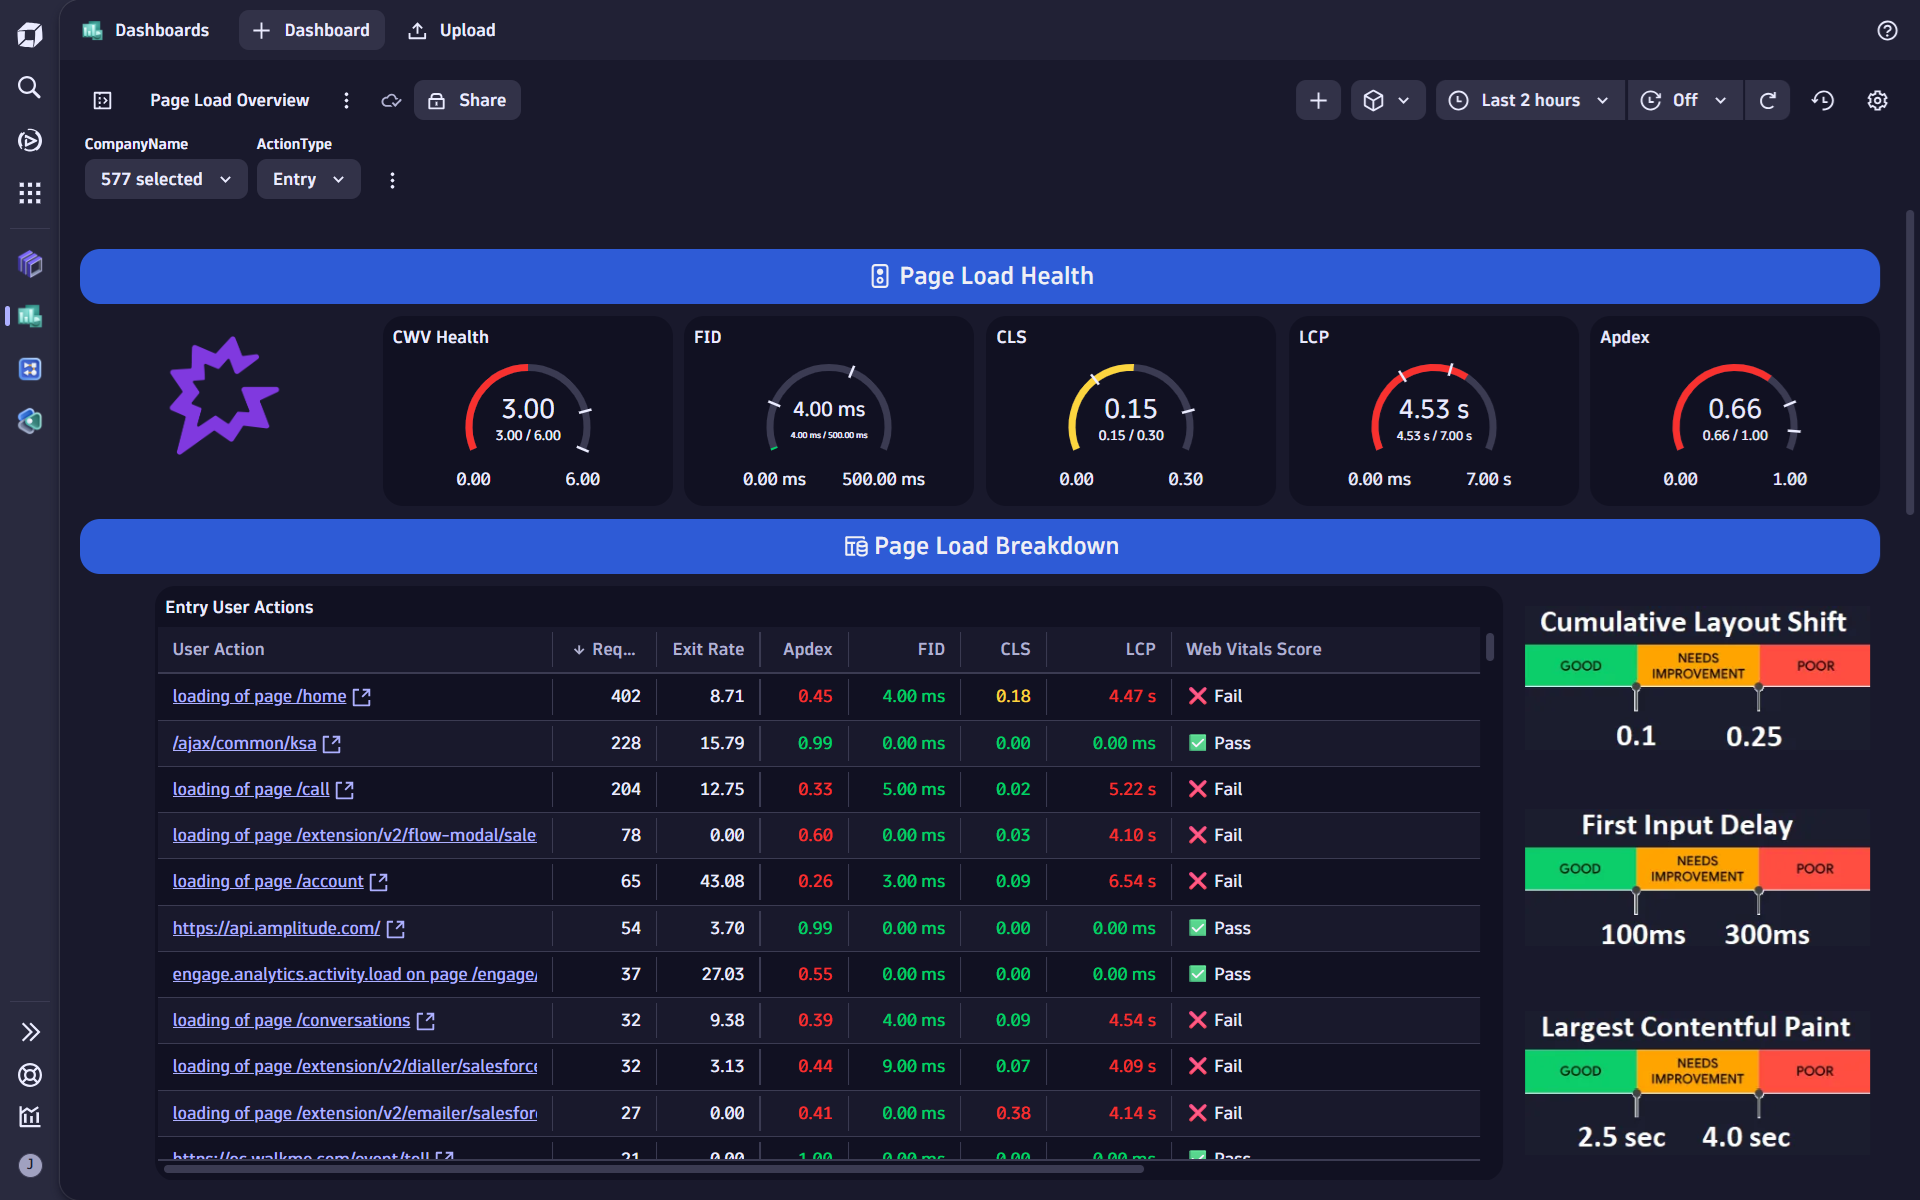 Dashboards
Dashboard
Upload
Page Load Overview
Share
Last 2 hours
Off
CompanyName
ActionType
577 selected
Entry
Page Load Health
CWV Health
3.00
3.00 / 6.00
0.00
6.00
FID
4.00 ms
4.00 ms / 500.00 ms
0.00 ms
500.00 ms
CLS
0.15
0.15 / 0.30
0.00
0.30
LCP
4.53 s
4.53 s / 7.00 s
0.00 ms
7.00 s
Apdex
0.66
0.66 / 1.00
0.00
1.00
Page Load Breakdown
Entry User Actions
User Action Req... Exit Rate Apdex FID CLS LCP Web Vitals Score
loading of page /home 402 8.71 0.45 4.00 ms 0.18 4.47 s Fail
/ajax/common/ksa 228 15.79 0.99 0.00 ms 0.00 0.00 ms Pass
loading of page /call 204 12.75 0.33 5.00 ms 0.02 5.22 s Fail
loading of page /extension/v2/flow-modal/sale 78 0.00 0.60 0.00 ms 0.03 4.10 s Fail
loading of page /account 65 43.08 0.26 3.00 ms 0.09 6.54 s Fail
https://api.amplitude.com/ 54 3.70 0.99 0.00 ms 0.00 0.00 ms Pass
engage.analytics.activity.load on page /engage/ 37 27.03 0.55 0.00 ms 0.00 0.00 ms Pass
loading of page /conversations 32 9.38 0.39 4.00 ms 0.09 4.54 s Fail
loading of page /extension/v2/dialler/salesforce 32 3.13 0.44 9.00 ms 0.07 4.09 s Fail
loading of page /extension/v2/emailer/salesfor 27 0.00 0.41 0.00 ms 0.38 4.14 s Fail
21 0.00 1.00 0.00 ms 0.00 0.00 ms Pass
Cumulative Layout Shift
GOOD
NEEDS
IMPROVEMENT
POOR
0.1
0.25
First Input Delay
GOOD
NEEDS
IMPROVEMENT
POOR
100ms
300ms
Largest Contentful Paint
GOOD
NEEDS
IMPROVEMENT
POOR
2.5 sec
4.0 sec
J